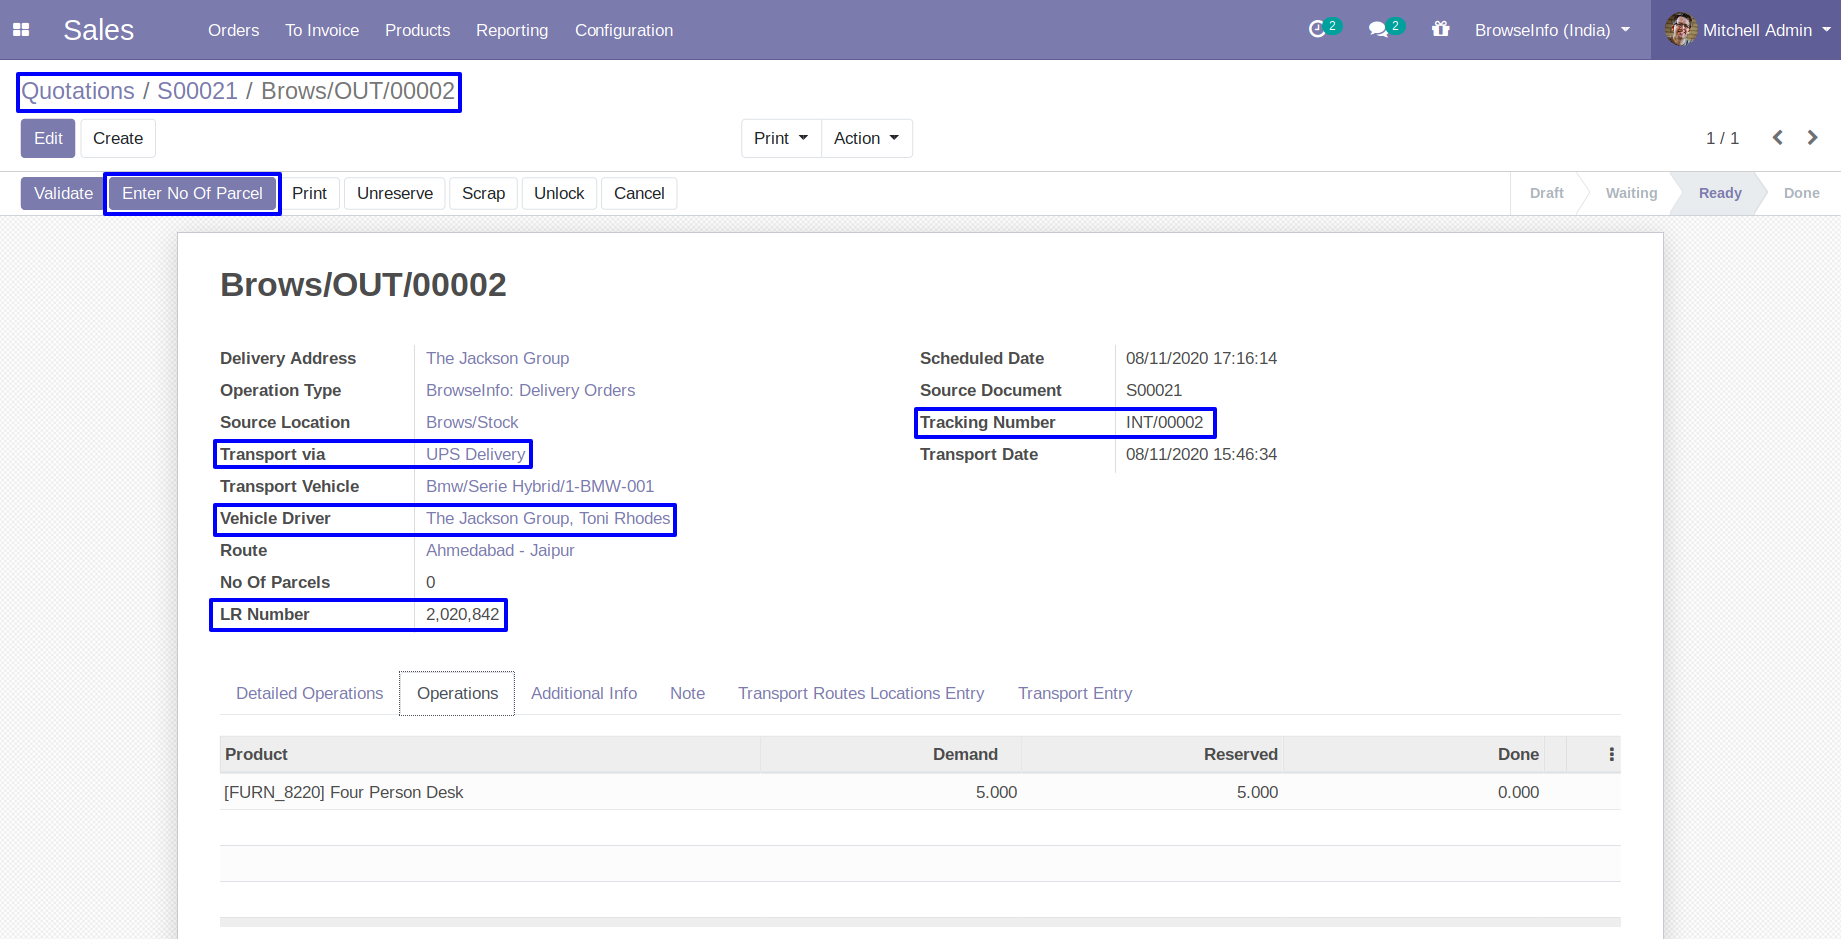 Sales Orders To Invoice Products Reporting Configuration 2 2 BrowseInfo (India) Mitchell Admin
Quotations / S00021 / Brows/OUT/00002
Edit Create Print Action 1 / 1
Validate Enter No Of Parcel Print Unreserve Scrap Unlock Cancel Draft Waiting Ready Done
Brows/OUT/00002
Delivery Address The Jackson Group
Operation Type BrowseInfo: Delivery Orders
Source Location Brows/Stock
Transport via UPS Delivery
Transport Vehicle Bmw/Serie Hybrid/1-BMW-001
Vehicle Driver The Jackson Group, Toni Rhodes
Route Ahmedabad - Jaipur
No Of Parcels 0
LR Number 2,020,842
Scheduled Date 08/11/2020 17:16:14
Source Document S00021
Tracking Number INT/00002
Transport Date 08/11/2020 15:46:34
Detailed Operations Operations Additional Info Note Transport Routes Locations Entry Transport Entry
Product Demand Reserved Done
[FURN_8220] Four Person Desk 5.000 5.000 0.000